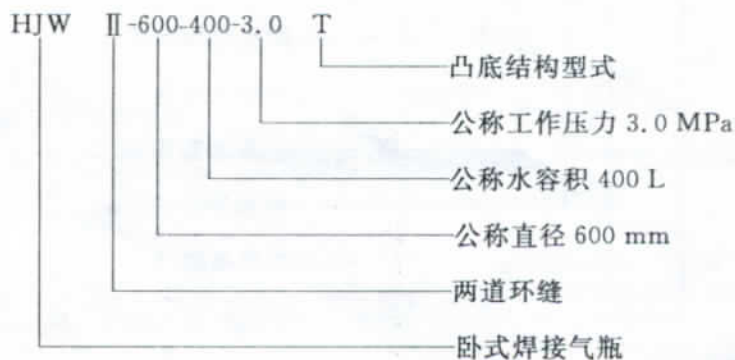 HJW Ⅱ-600-400-3.0 T
凸底结构型式
公称工作压力 3.0 MPa
公称水容积 400 L
公称直径 600 mm
两道环缝
卧式焊接气瓶